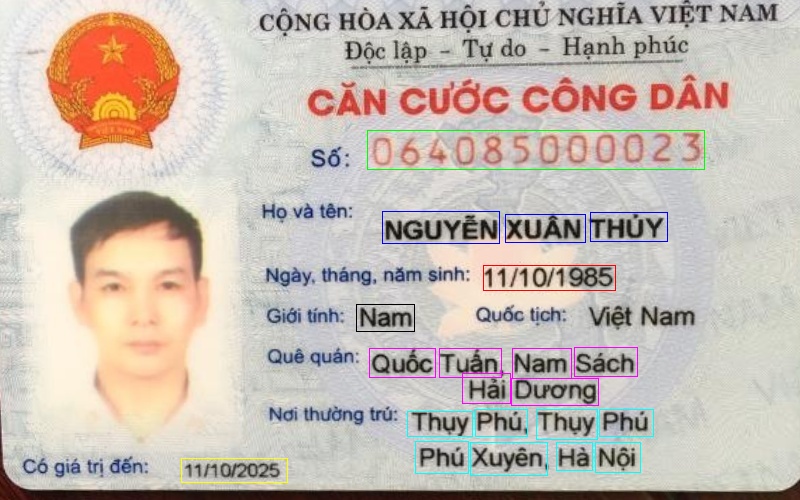 CỘNG HÒA XÃ HỘI CHỦ NGHĨA VIỆT NAM
Độc lập - Tự do - Hạnh phúc
CĂN CƯỚC CÔNG DÂN
Số: 064085000023
Họ và tên: NGUYỄN XUÂN THỦY
Ngày, tháng, năm sinh: 11/10/1985
Giới tính: Nam Quốc tịch: Việt Nam
Quê quán: Quốc Tuấn, Nam Sách
Hải Dương
Nơi thường trú: Thụy Phú, Thụy Phú
Phú Xuyên, Hà Nội
Có giá trị đến: 11/10/2025
VIỆT NAM